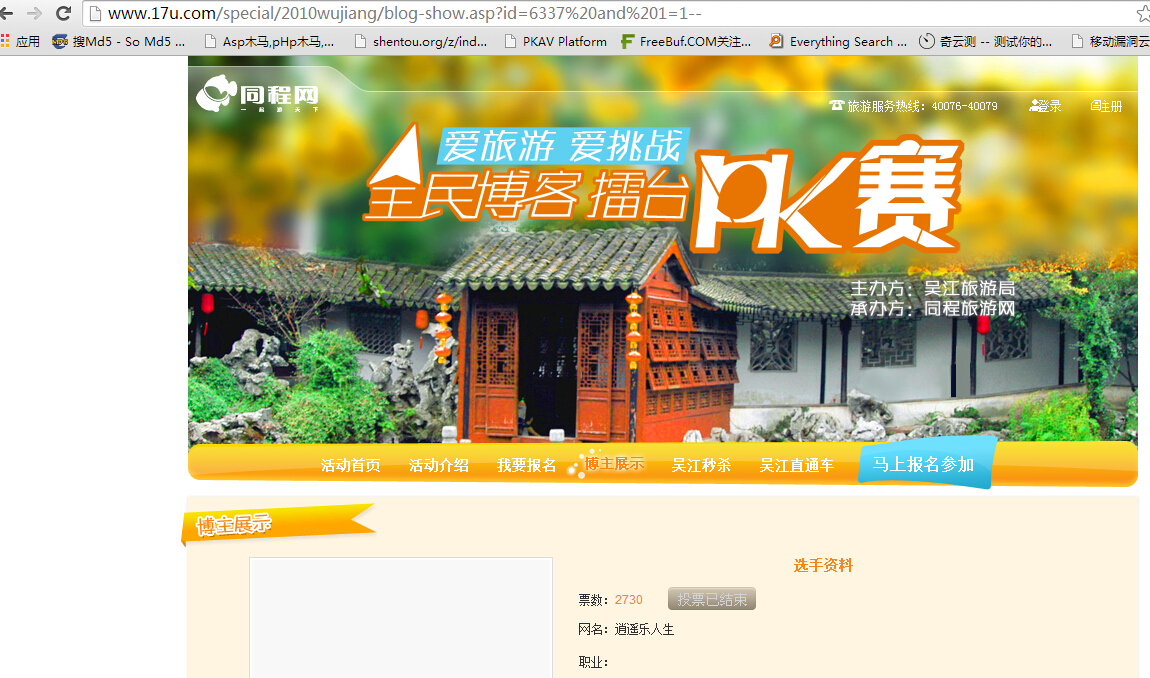 www.17u.com/special/2010wujiang/blog-show.asp?id=6337%20and%201=1--
应用 搜Md5 - So Md5 ... Asp木马,pHp木马,... shentou.org/z/ind... PKAV Platform FreeBuf.COM关注... Everything Search ... 奇云测 -- 测试你的... 移动漏洞云
同程网
一起游天下
旅游服务热线：40076-40079 登录 注册
爱旅游 爱挑战
全民博客 擂台 PK赛
主办方：吴江旅游局
承办方：同程旅游网
活动首页 活动介绍 我要报名 博主展示 吴江秒杀 吴江直通车 马上报名参加
博主展示
选手资料
票数：2730 投票已结束
网名：逍遥乐人生
职业：